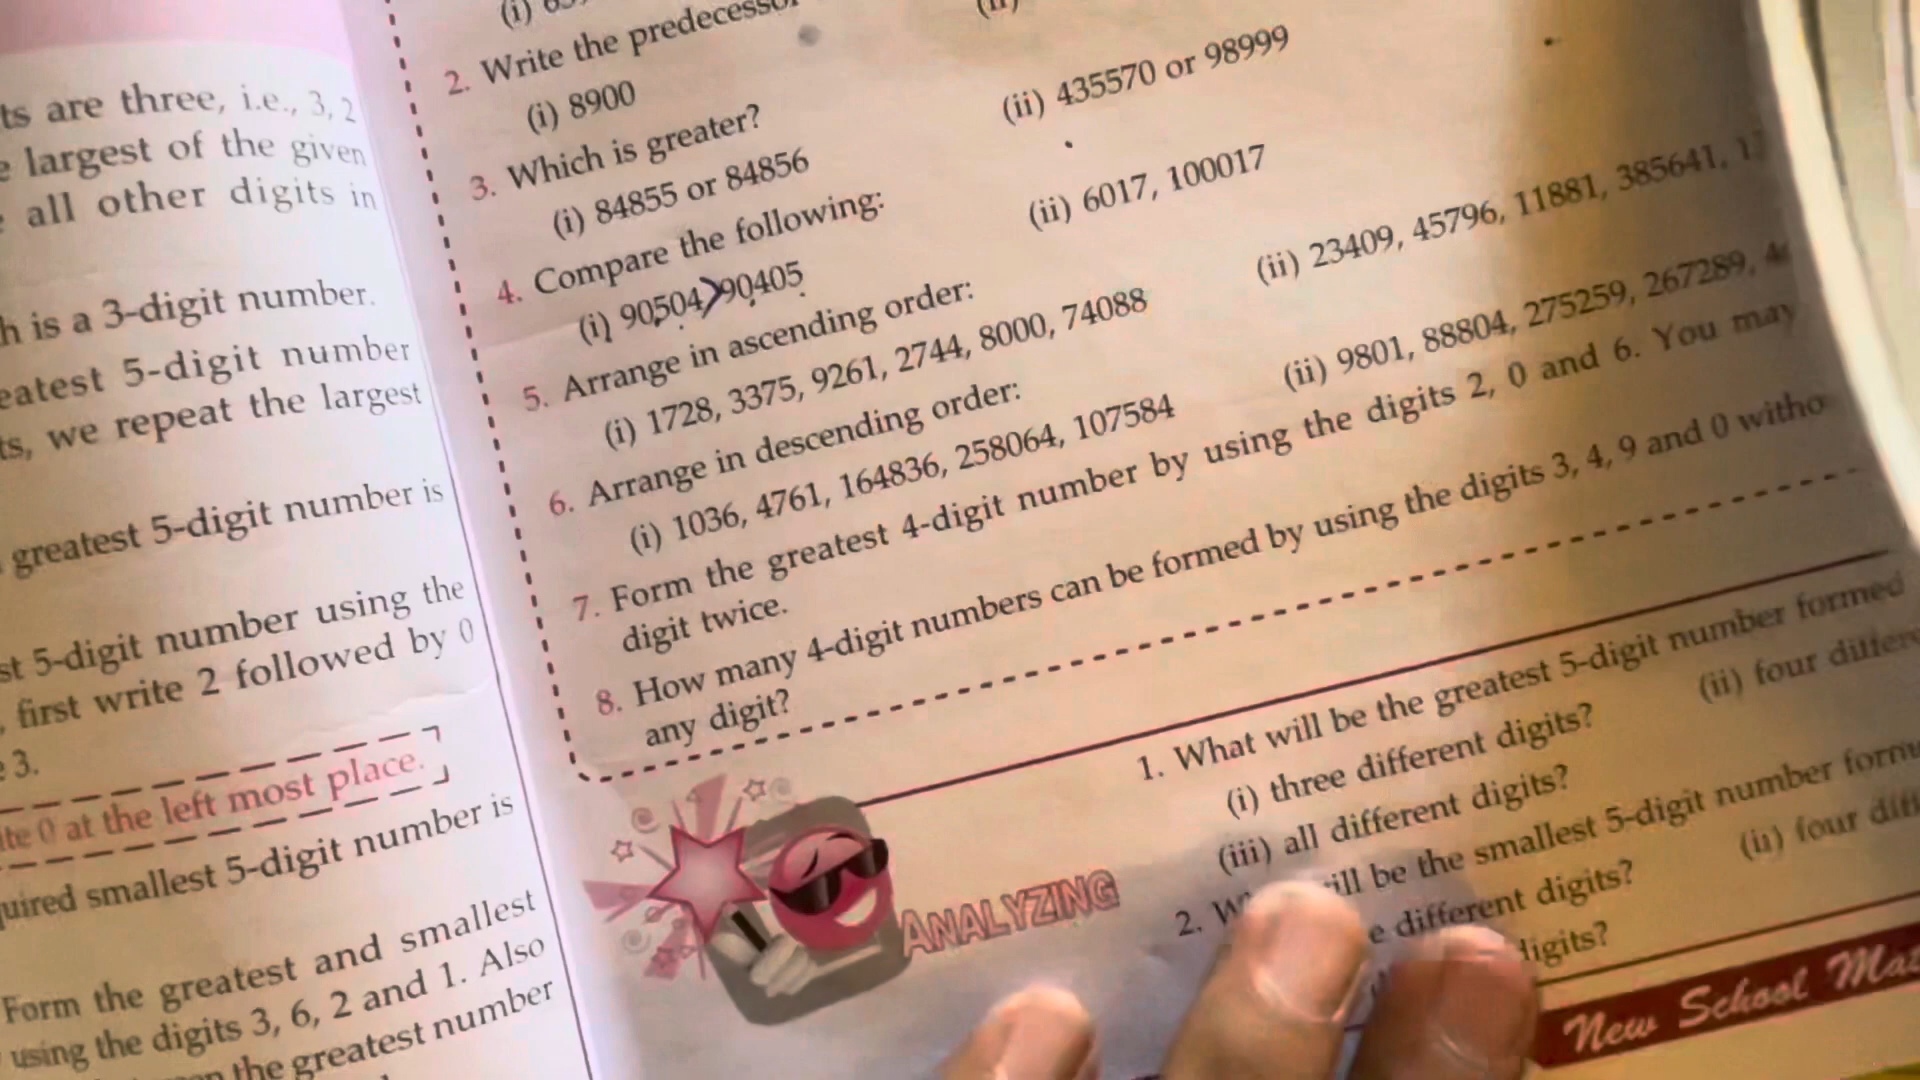 ts are three, i.e., 3, 2
largest of the given
all other digits in
h is a 3-digit number.
eatest 5-digit number
ts, we repeat the largest
greatest 5-digit number is
st 5-digit number using the
first write 2 followed by 0
3.
ite 0 at the left most place.
quired smallest 5-digit number is
Form the greatest and smallest
using the digits 3, 6, 2 and 1. Also
the greatest number
(i)
2. Write the predecessor
(i) 8900
3. Which is greater?
(i) 84855 or 84856 (ii) 435570 or 98999
4. Compare the following:
(i) 90504>90405 (ii) 6017, 100017
5. Arrange in ascending order:
(i) 1728, 3375, 9261, 2744, 8000, 74088 (ii) 23409, 45796, 11881, 385641,
6. Arrange in descending order:
(i) 1036, 4761, 164836, 258064, 107584 (ii) 9801, 88804, 275259, 267289,
7. Form the greatest 4-digit number by using the digits 2, 0 and 6. You may
digit twice.
8. How many 4-digit numbers can be formed by using the digits 3, 4, 9 and 0 witho
any digit?
ANALYZING
1. What will be the greatest 5-digit number formed
(i) three different digits? (ii) four differe
(iii) all different digits?
2. will be the smallest 5-digit number form
different digits? (ii) four diff
digits?
New School Mat